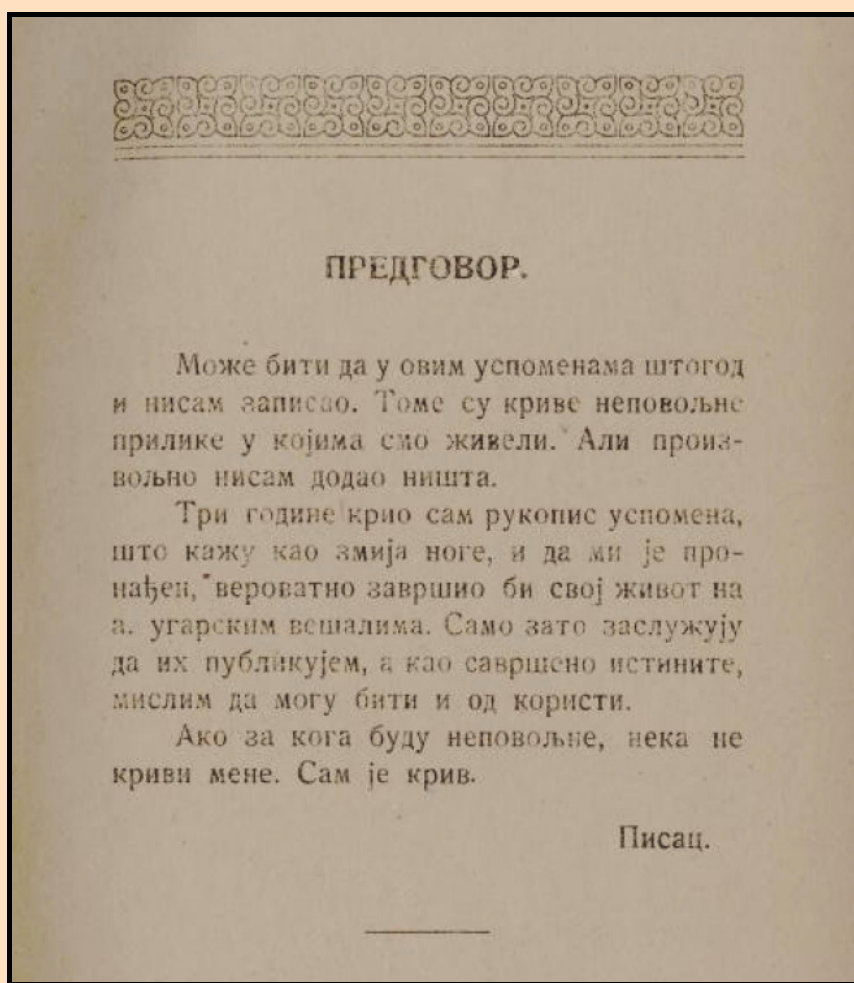 ПРЕДГОВОР.
Може бити да у овим успоменама штогод
и нисам записао. Томе су криве неповољне
прилике у којима смо живели. Али произ-
вољно нисам додао ништа.
Три године крио сам рукопис успомена,
што кажу као змија ноге, и да ми је про-
нађен, вероватно завршио би свој живот на
а. угарским вешалима. Само зато заслужују
да их публикујем, а као савршено истините,
мислим да могу бити и од користи.
Ако за кога буду неповољне, нека не
криви мене. Сам је крив.
Писац.